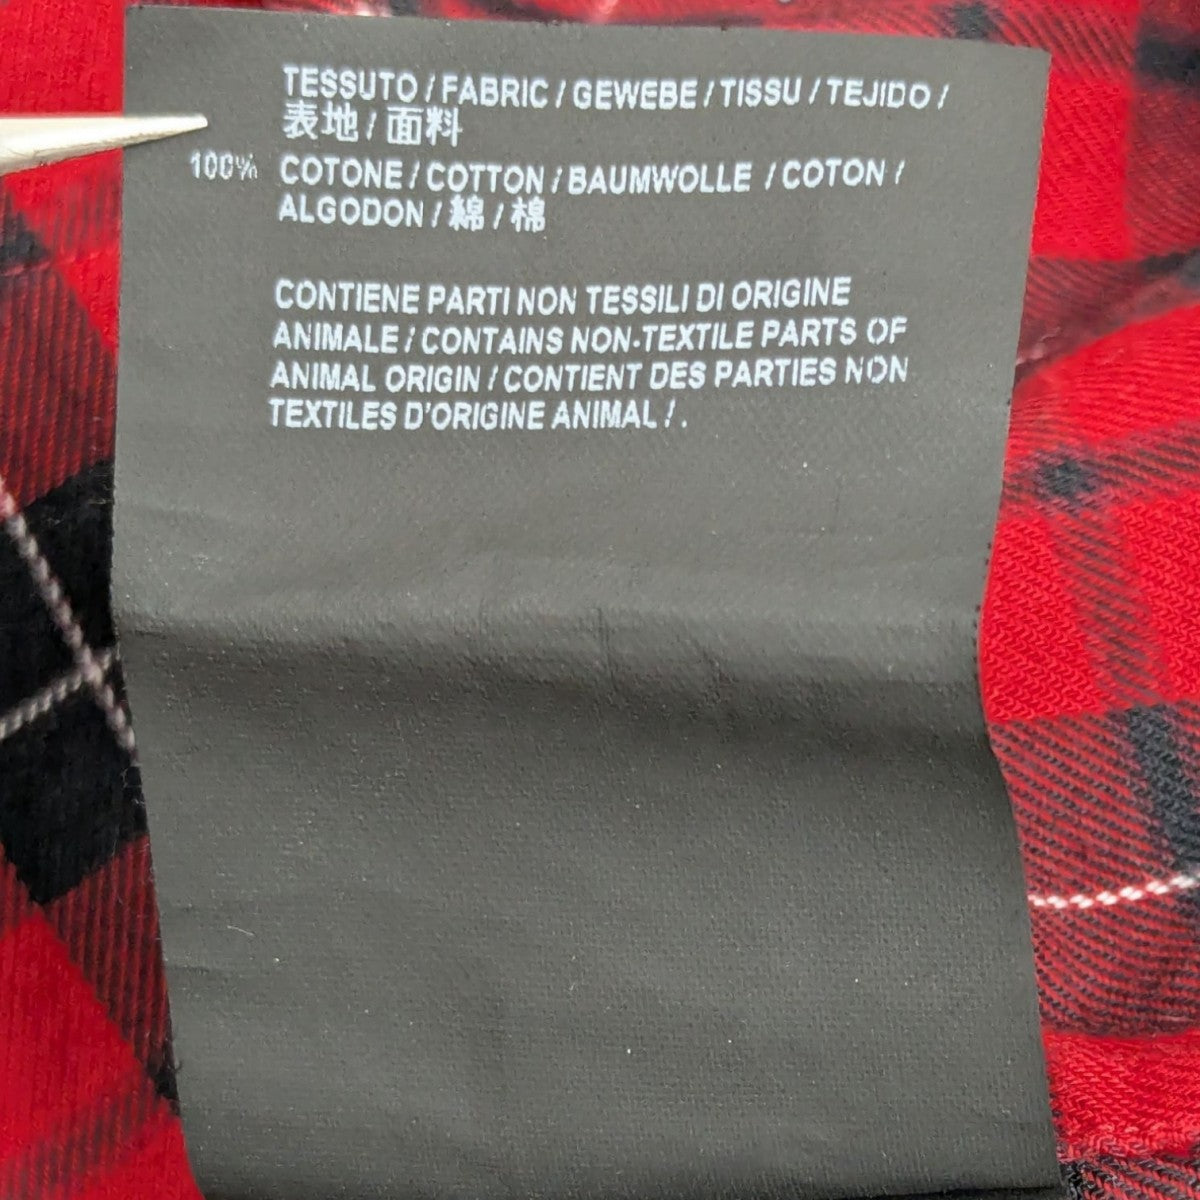 TESSUTO / FABRIC / GEWEBE / TISSU / TEJIDO /
表地 / 面料
100% COTONE / COTTON / BAUMWOLLE / COTON /
ALGODON / 綿 / 棉
CONTIENE PARTI NON TESSILI DI ORIGINE
ANIMALE / CONTAINS NON-TEXTILE PARTS OF
ANIMAL ORIGIN / CONTIENT DES PARTIES NON
TEXTILES D'ORIGINE ANIMAL / .